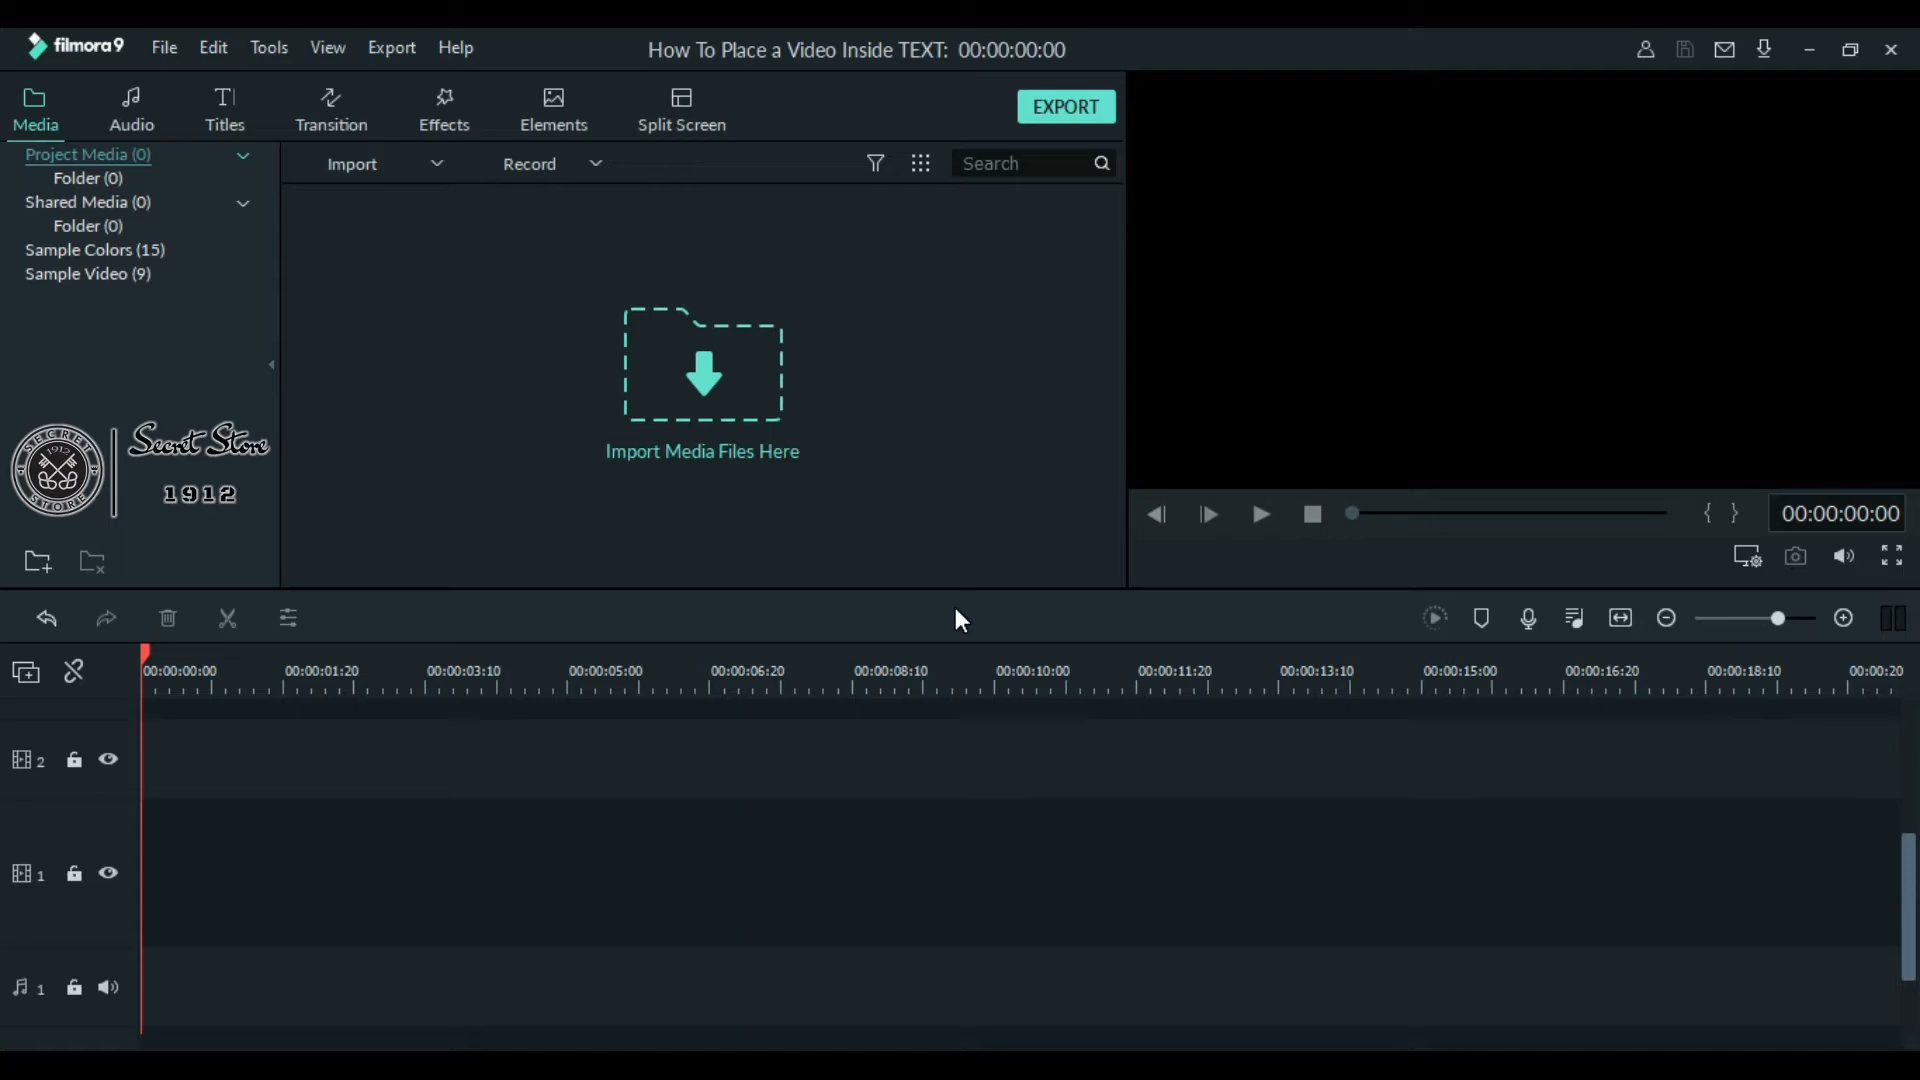 filmora9 File Edit Tools View Export Help How To Place a Video Inside TEXT: 00:00:00:00
Media Audio Titles Transition Effects Elements Split Screen EXPORT
Project Media (0)
Folder (0)
Shared Media (0)
Folder (0)
Sample Colors (15)
Sample Video (9)
Import Record Search
Import Media Files Here
SECRET
1912
STORE
Secret Store
1912
{ } 00:00:00:00
00:00:00:00 00:00:01:20 00:00:03:10 00:00:05:00 00:00:06:20 00:00:08:10 00:00:10:00 00:00:11:20 00:00:13:10 00:00:15:00 00:00:16:20 00:00:18:10 00:00:20
2
1
1